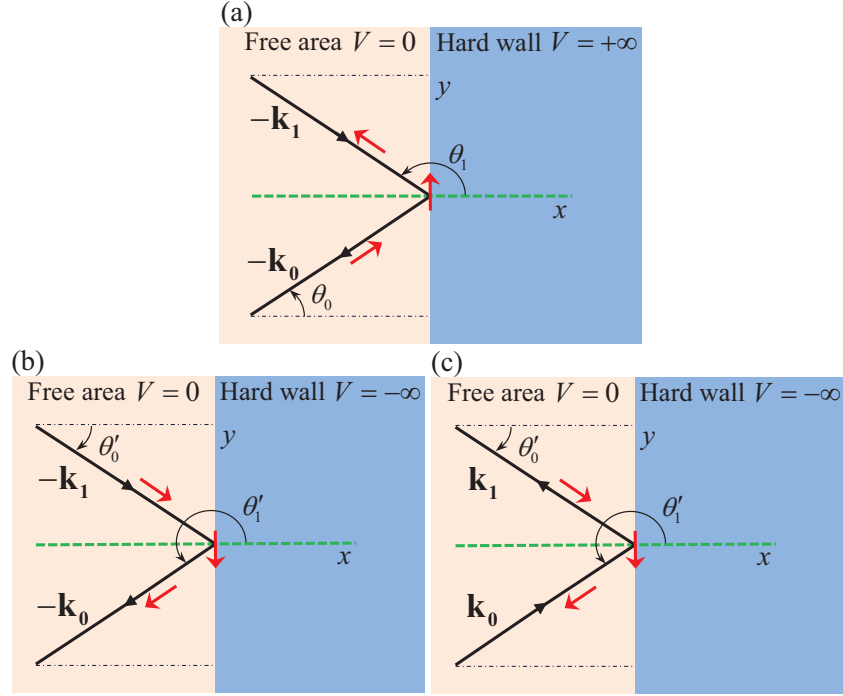 (a)
Free area V = 0 Hard wall V = +∞
y
−k₁
θ₁
x
−k₀
θ₀
(b)
Free area V = 0 Hard wall V = −∞
θ′₀
y
−k₁
θ′₁
x
−k₀
(c)
Free area V = 0 Hard wall V = −∞
θ′₀
y
k₁
θ′₁
x
k₀